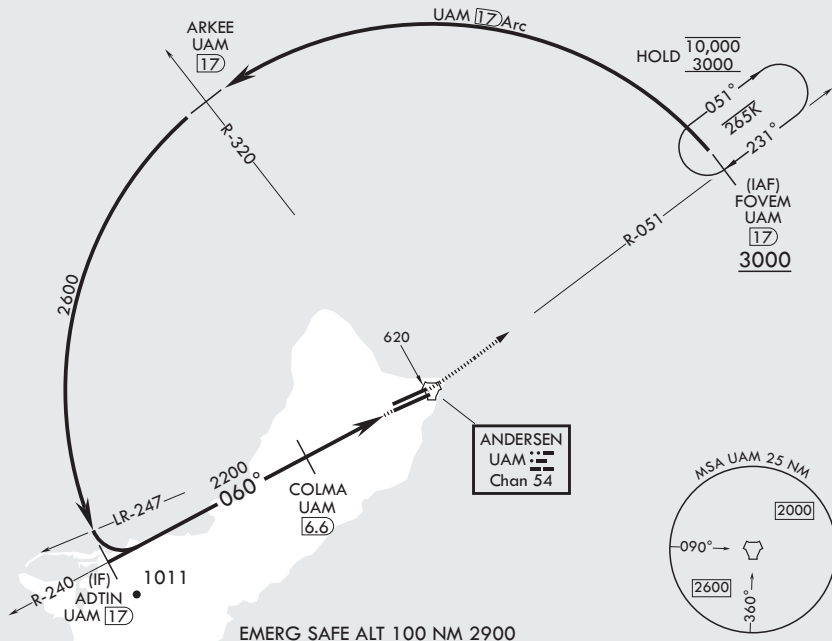 UAM 17 Arc
ARKEE
UAM
17
HOLD 10,000
3000
051°
265K
231°
R-320
(IAF)
FOVEM
UAM
17
3000
R-051
2600
620
ANDERSEN
UAM
Chan 54
2200
060°
COLMA
UAM
6.6
LR-247
R-240
(IF)
ADTIN
UAM 17
1011
MSA UAM 25 NM
2000
090°
2600
360°
EMERG SAFE ALT 100 NM 2900